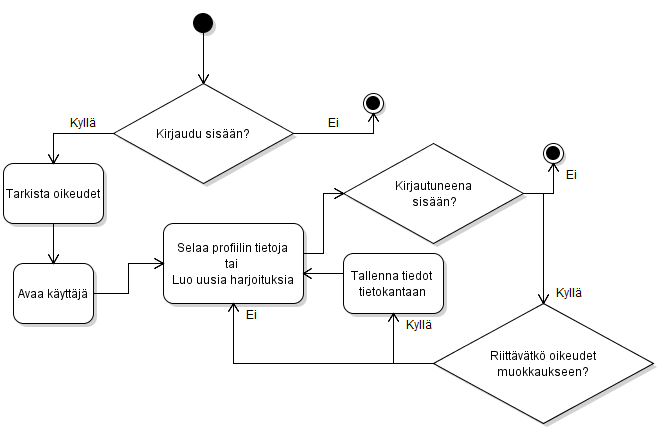 Kirjaudu sisään?
Kyllä
Ei
Tarkista oikeudet
Avaa käyttäjä
Selaa profiilin tietoja
tai
Luo uusia harjoituksia
Kirjautuneena
sisään?
Ei
Kyllä
Riittävätkö oikeudet
muokkaukseen?
Kyllä
Tallenna tiedot
tietokantaan
Ei